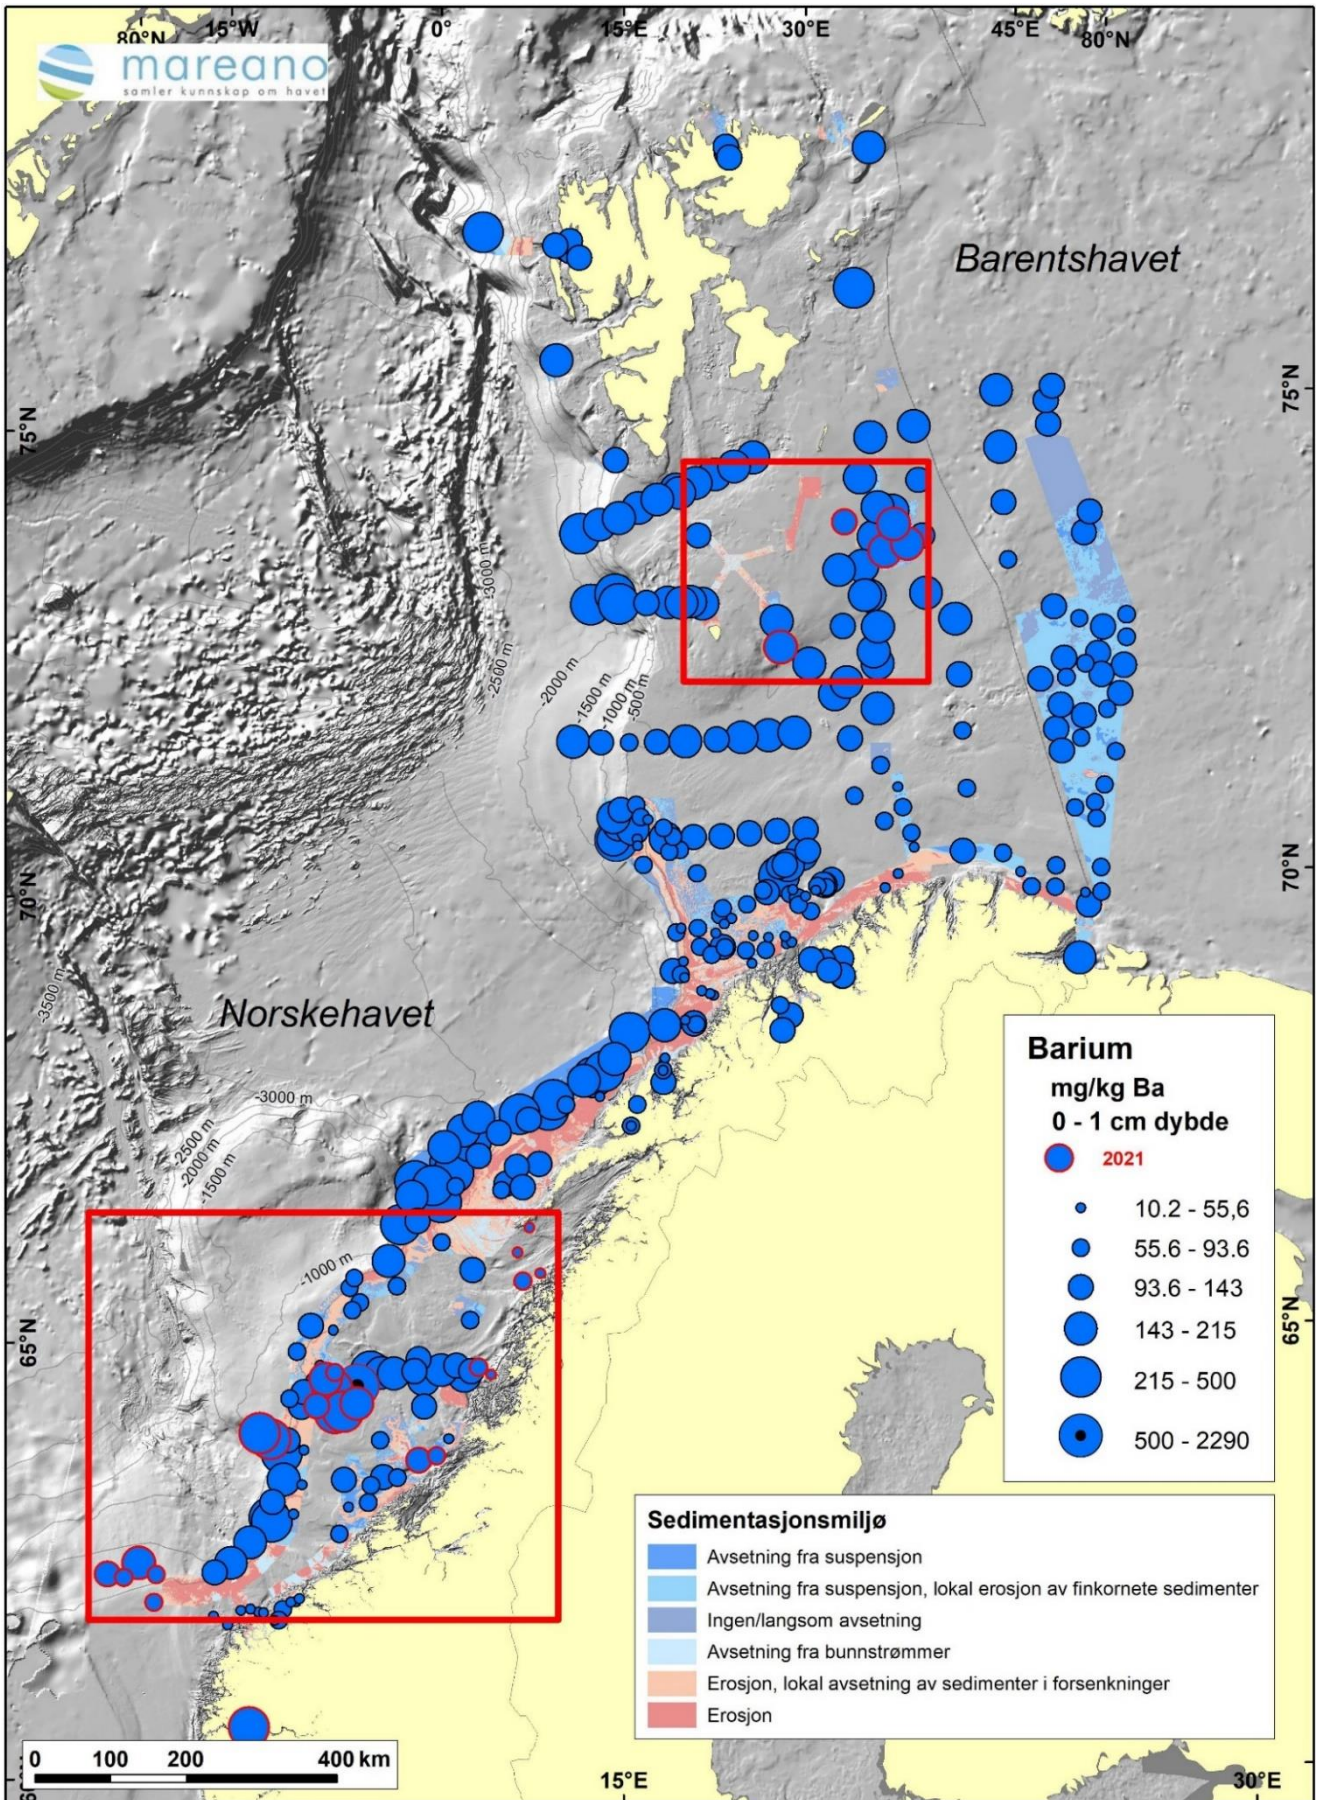 80°N
15°W
0°
15°E
30°E
45°E
80°N
mareano
samler kunnskap om havet
Barentshavet
75°N
75°N
-3000 m
-2500 m
-2000 m
-1500 m
-1000 m
-500 m
70°N
70°N
-3500 m
Norskehavet
-3000 m
-2500 m
-2000 m
-1500 m
-1000 m
65°N
65°N
Barium
mg/kg Ba
0 - 1 cm dybde
2021
10.2 - 55,6
55.6 - 93.6
93.6 - 143
143 - 215
215 - 500
500 - 2290
Sedimentasjonsmiljø
Avsetning fra suspensjon
Avsetning fra suspensjon, lokal erosjon av finkornete sedimenter
Ingen/langsom avsetning
Avsetning fra bunnstrømmer
Erosjon, lokal avsetning av sedimenter i forsenkninger
Erosjon
0 100 200 400 km
15°E
30°E